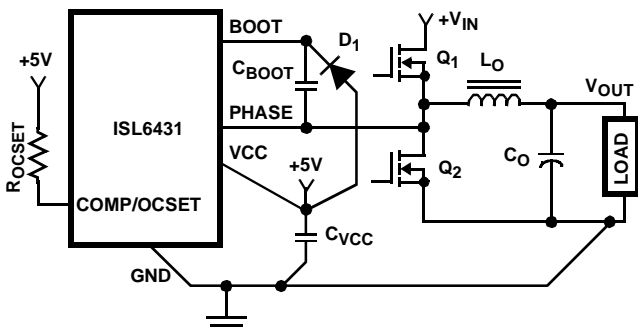 +VIN
BOOT
D1
+5V
Q1
LO
CBOOT
VOUT
PHASE
ISL6431
VCC
+5V
Q2
CO
LOAD
ROCSET
COMP/OCSET
CVCC
GND